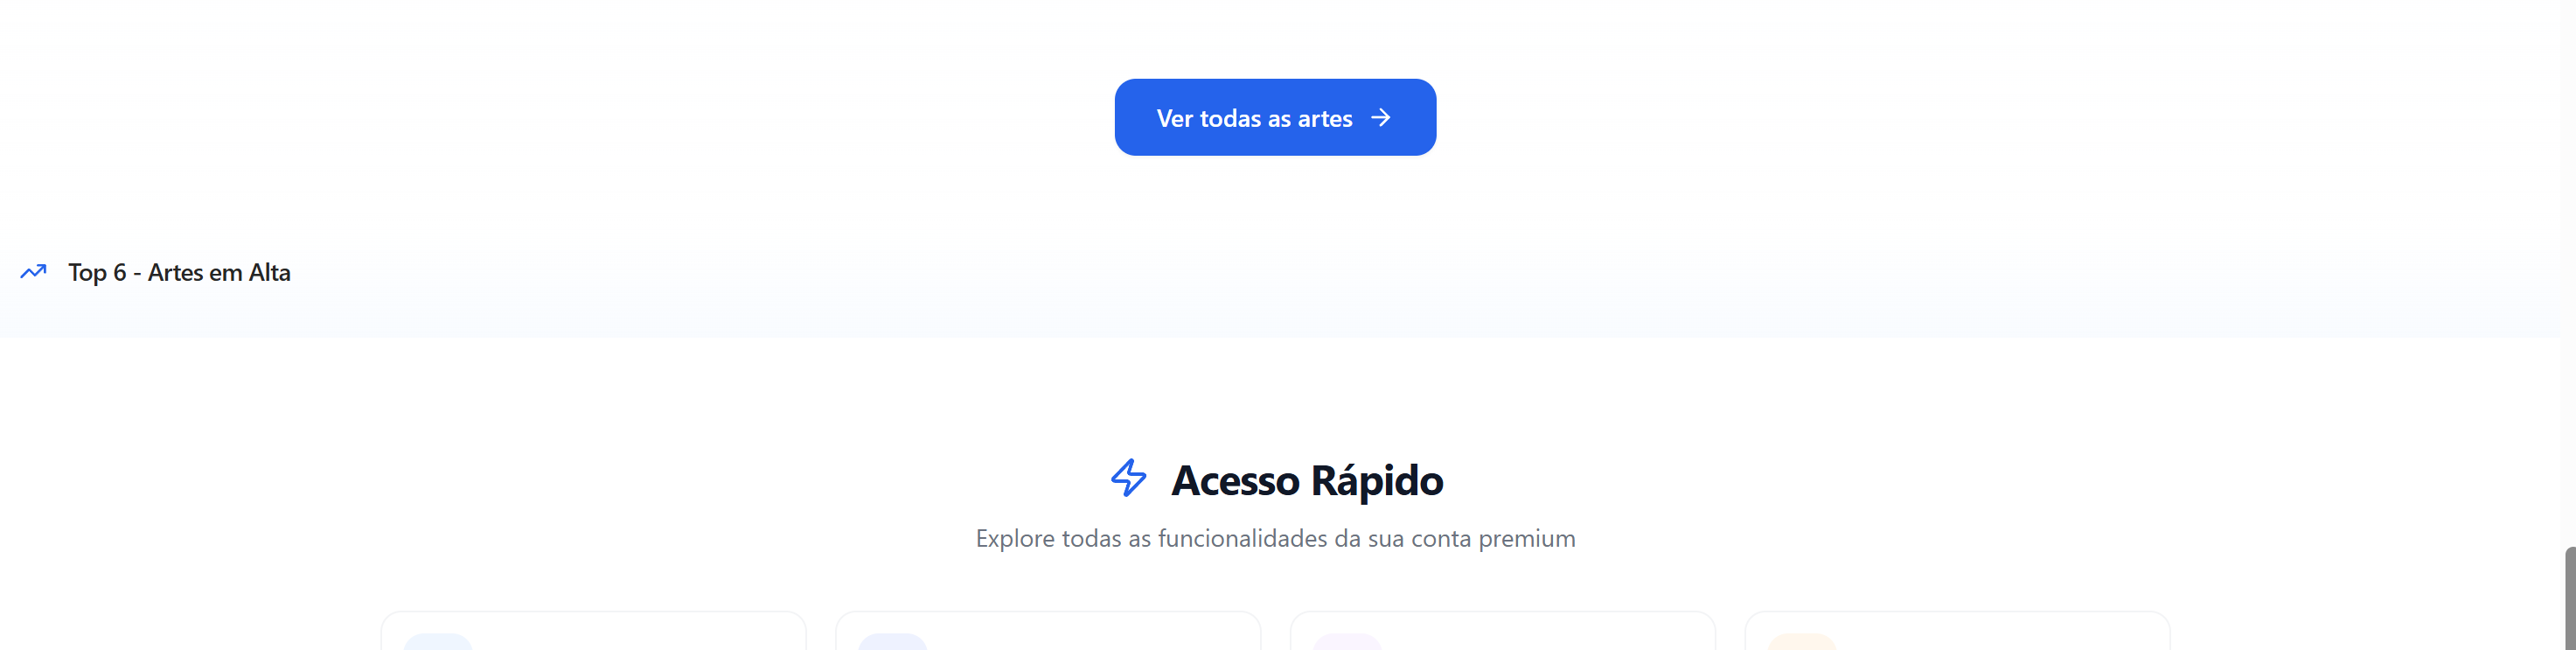 Ver todas as artes
Top 6 - Artes em Alta
Acesso Rápido
Explore todas as funcionalidades da sua conta premium